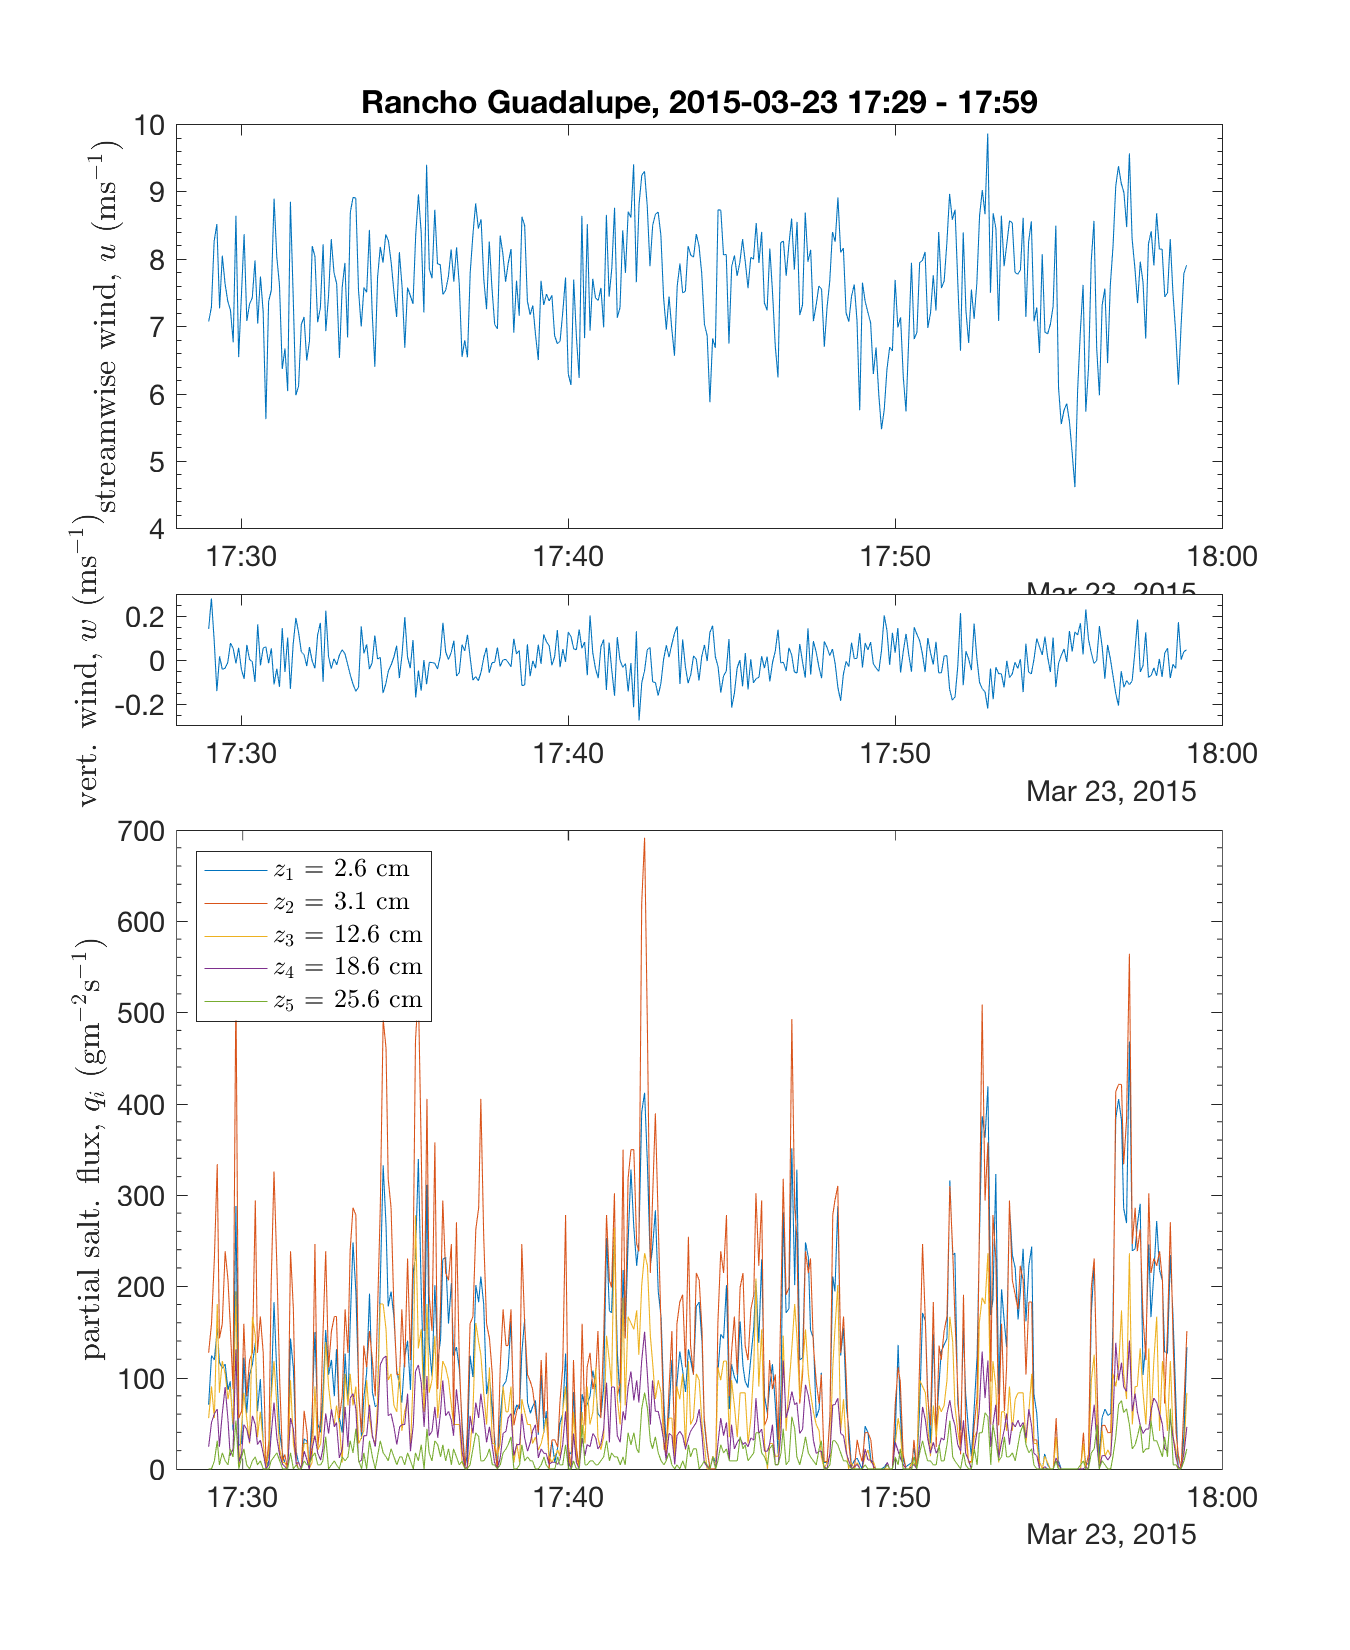 Rancho Guadalupe, 2015-03-23 17:29 - 17:59
streamwise wind, u (ms⁻¹)
10
9
8
7
6
5
4
17:30 17:40 17:50 18:00
Mar 23, 2015
vert. wind, w (ms⁻¹)
0.2
0
-0.2
17:30 17:40 17:50 18:00
Mar 23, 2015
partial salt. flux, qᵢ (gm⁻²s⁻¹)
700
600
500
400
300
200
100
0
z₁ = 2.6 cm
z₂ = 3.1 cm
z₃ = 12.6 cm
z₄ = 18.6 cm
z₅ = 25.6 cm
17:30 17:40 17:50 18:00
Mar 23, 2015